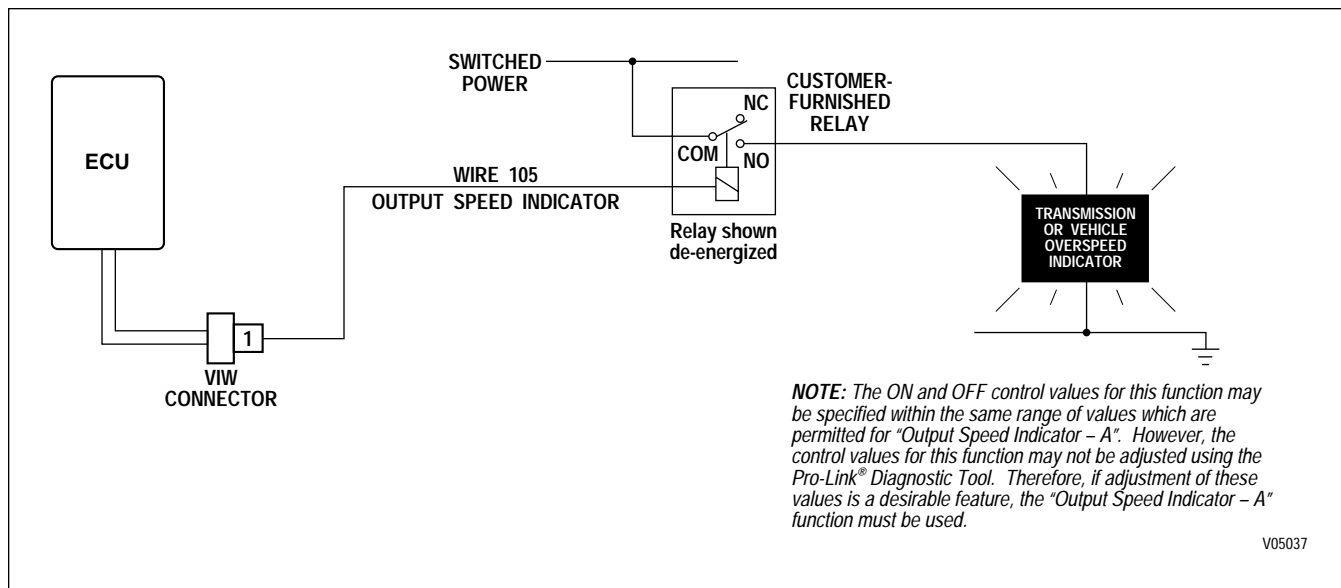 ECU
SWITCHED
POWER
NC
CUSTOMER-
FURNISHED
RELAY
COM
NO
WIRE 105
OUTPUT SPEED INDICATOR
Relay shown
de-energized
TRANSMISSION
OR VEHICLE
OVERSPEED
INDICATOR
1
VIW
CONNECTOR
NOTE: The ON and OFF control values for this function may
be specified within the same range of values which are
permitted for “Output Speed Indicator – A”. However, the
control values for this function may not be adjusted using the
Pro-Link® Diagnostic Tool. Therefore, if adjustment of these
values is a desirable feature, the “Output Speed Indicator – A”
function must be used.
V05037